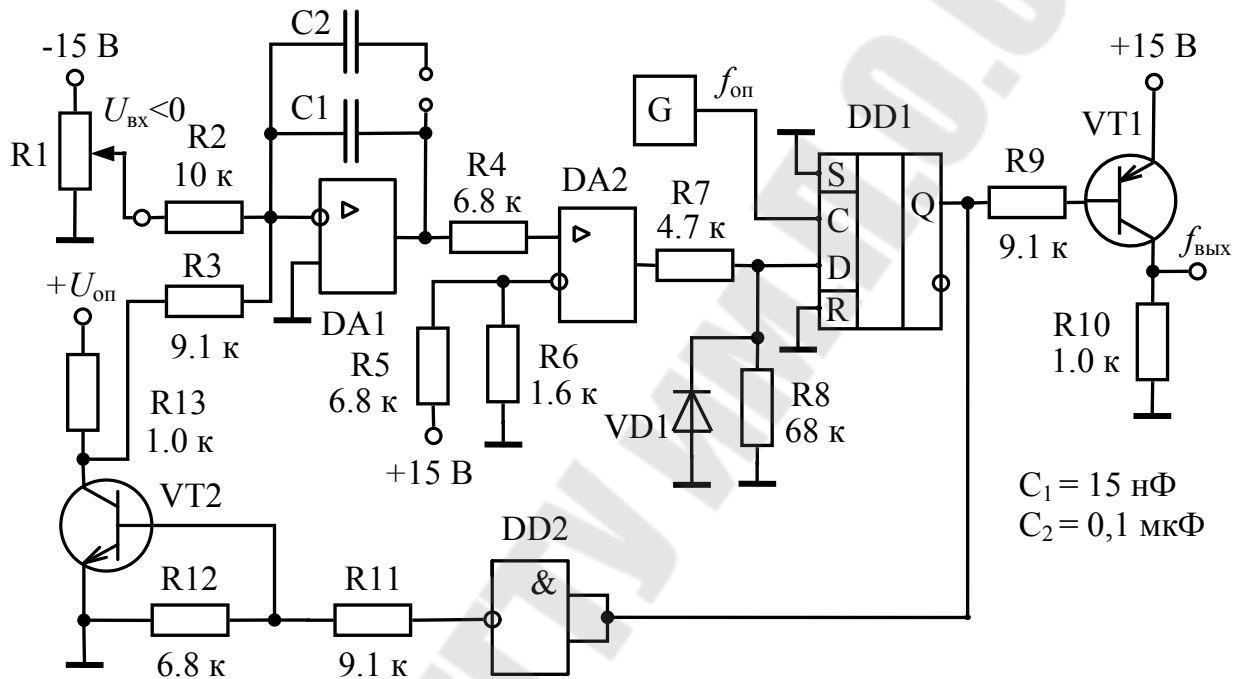 C2
-15 В
U вх<0
C1
R1
R2
10 к
R3
9.1 к
+U оп
DA1
R4
6.8 к
DA2
G
f оп
DD1
S
C
D
R
Q
R7
4.7 к
R9
9.1 к
+15 В
VT1
f вых
R10
1.0 к
R5
6.8 к
R6
1.6 к
+15 В
VD1
R8
68 к
R13
1.0 к
VT2
R12
6.8 к
R11
9.1 к
DD2
&
C1 = 15 нФ
C2 = 0,1 мкФ